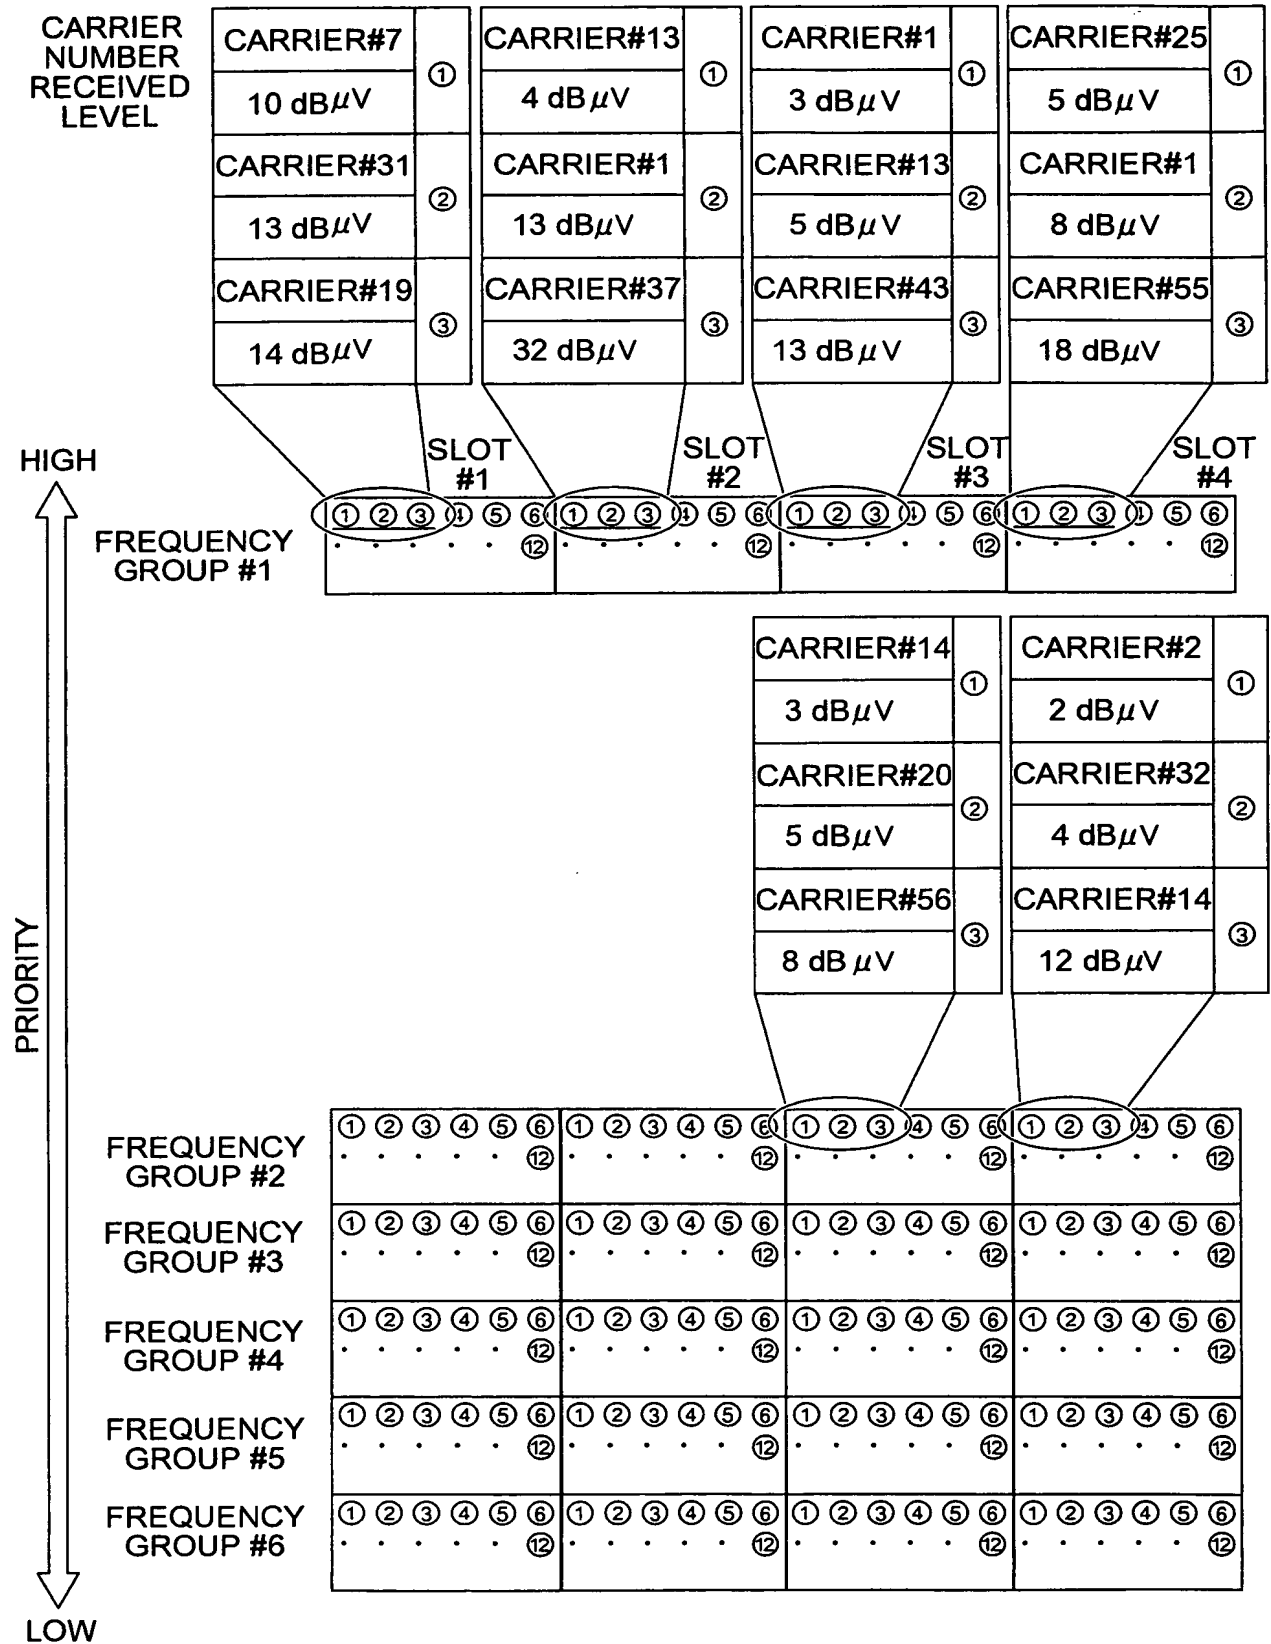 CARRIER
NUMBER
RECEIVED
LEVEL
CARRIER#7
10 dBμV
①
CARRIER#31
13 dBμV
②
CARRIER#19
14 dBμV
③
CARRIER#13
4 dBμV
①
CARRIER#1
13 dBμV
②
CARRIER#37
32 dBμV
③
CARRIER#1
3 dBμV
①
CARRIER#13
5 dBμV
②
CARRIER#43
13 dBμV
③
CARRIER#25
5 dBμV
①
CARRIER#1
8 dBμV
②
CARRIER#55
18 dBμV
③
HIGH
SLOT
#1
SLOT
#2
SLOT
#3
SLOT
#4
FREQUENCY
GROUP #1
① ② ③ ④ ⑤ ⑥ ① ② ③ ④ ⑤ ⑥ ① ② ③ ④ ⑤ ⑥ ① ② ③ ④ ⑤ ⑥
· · · · · ⑫ · · · · · ⑫ · · · · · ⑫ · · · · · ⑫
CARRIER#14
3 dBμV
①
CARRIER#20
5 dBμV
②
CARRIER#56
8 dBμV
③
CARRIER#2
2 dBμV
①
CARRIER#32
4 dBμV
②
CARRIER#14
12 dBμV
③
PRIORITY
FREQUENCY
GROUP #2
① ② ③ ④ ⑤ ⑥ ① ② ③ ④ ⑤ ⑥ ① ② ③ ④ ⑤ ⑥ ① ② ③ ④ ⑤ ⑥
· · · · · ⑫ · · · · · ⑫ · · · · · ⑫ · · · · · ⑫
FREQUENCY
GROUP #3
① ② ③ ④ ⑤ ⑥ ① ② ③ ④ ⑤ ⑥ ① ② ③ ④ ⑤ ⑥ ① ② ③ ④ ⑤ ⑥
· · · · · ⑫ · · · · · ⑫ · · · · · ⑫ · · · · · ⑫
FREQUENCY
GROUP #4
① ② ③ ④ ⑤ ⑥ ① ② ③ ④ ⑤ ⑥ ① ② ③ ④ ⑤ ⑥ ① ② ③ ④ ⑤ ⑥
· · · · · ⑫ · · · · · ⑫ · · · · · ⑫ · · · · · ⑫
FREQUENCY
GROUP #5
① ② ③ ④ ⑤ ⑥ ① ② ③ ④ ⑤ ⑥ ① ② ③ ④ ⑤ ⑥ ① ② ③ ④ ⑤ ⑥
· · · · · ⑫ · · · · · ⑫ · · · · · ⑫ · · · · · ⑫
FREQUENCY
GROUP #6
① ② ③ ④ ⑤ ⑥ ① ② ③ ④ ⑤ ⑥ ① ② ③ ④ ⑤ ⑥ ① ② ③ ④ ⑤ ⑥
· · · · · ⑫ · · · · · ⑫ · · · · · ⑫ · · · · · ⑫
LOW